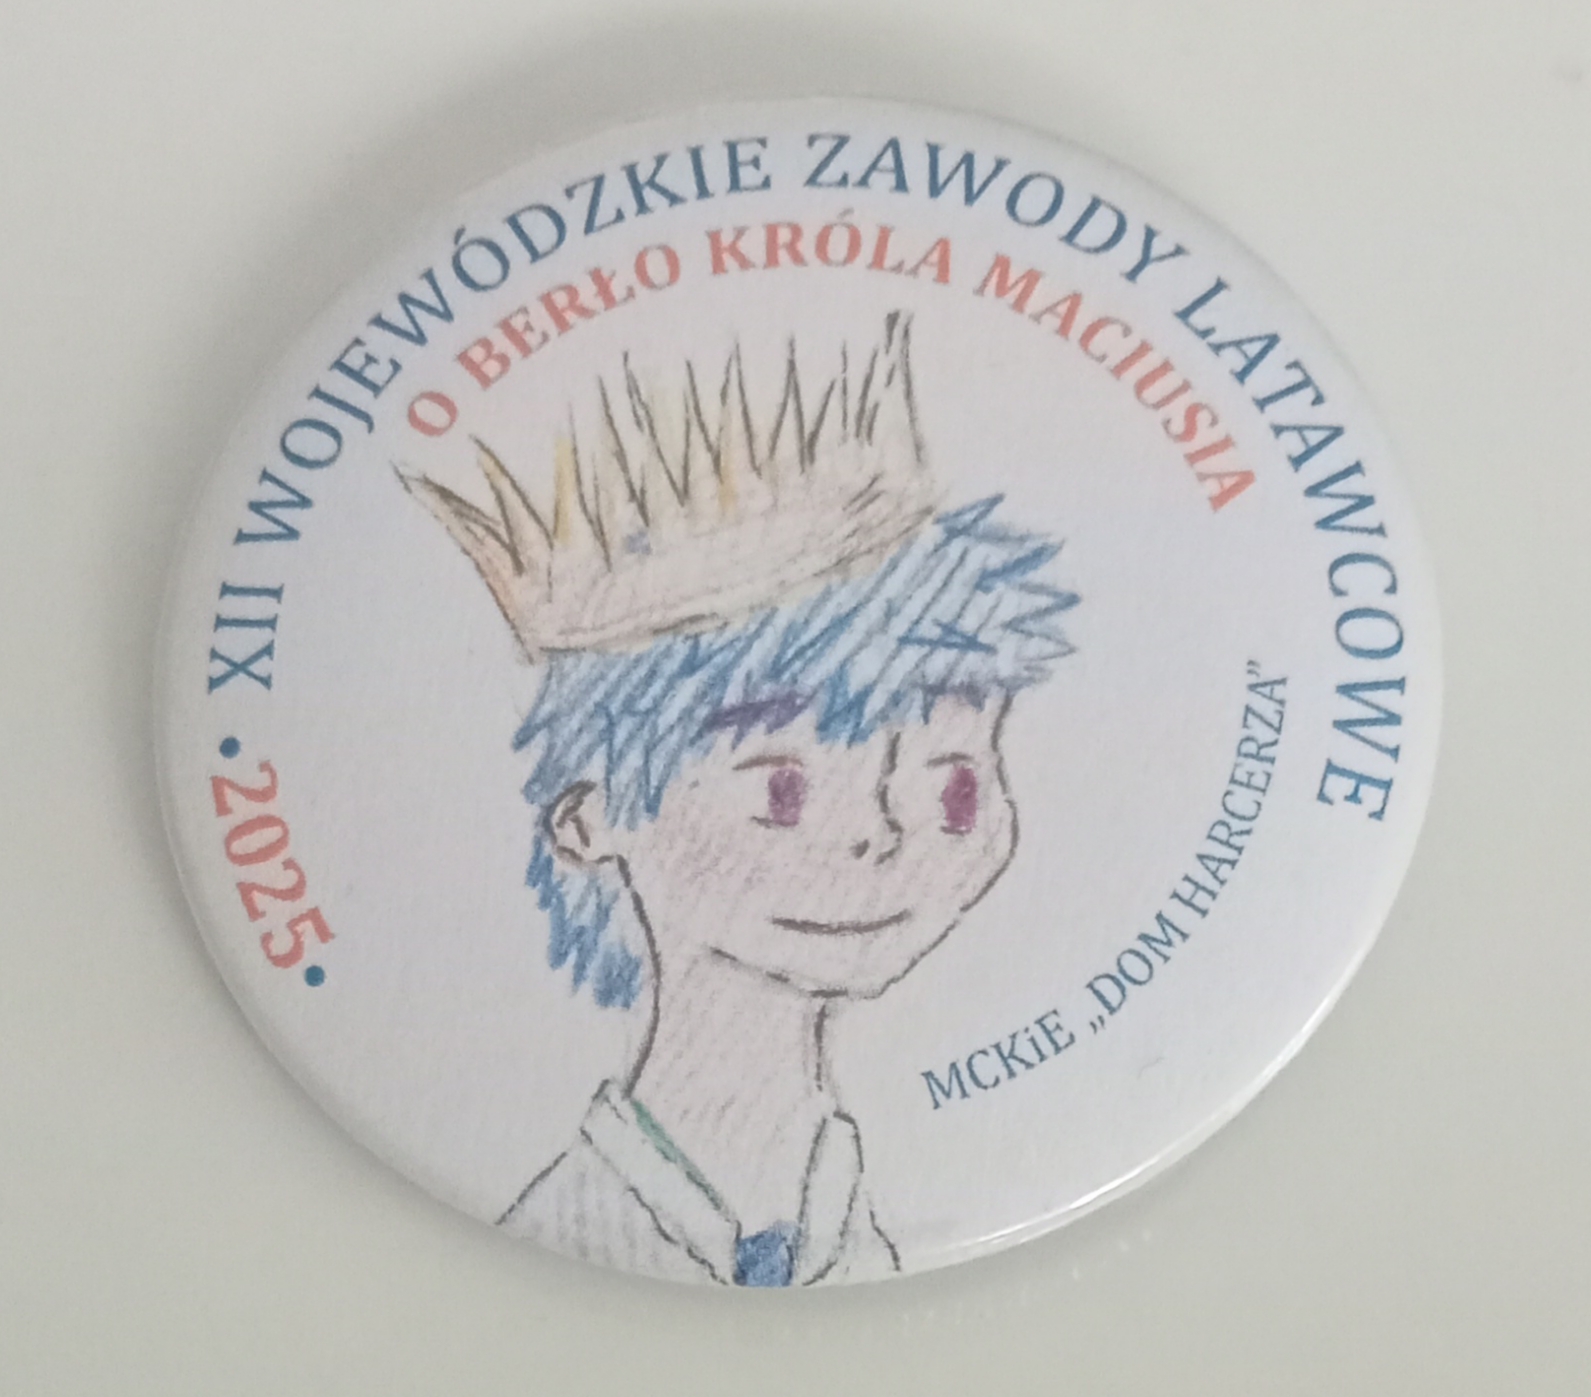 XII WOJEWÓDZKIE ZAWODY LATAWCOWE
O BERŁO KRÓLA MACIUSIA
• 2025 •
MCKiE „DOM HARCERZA”